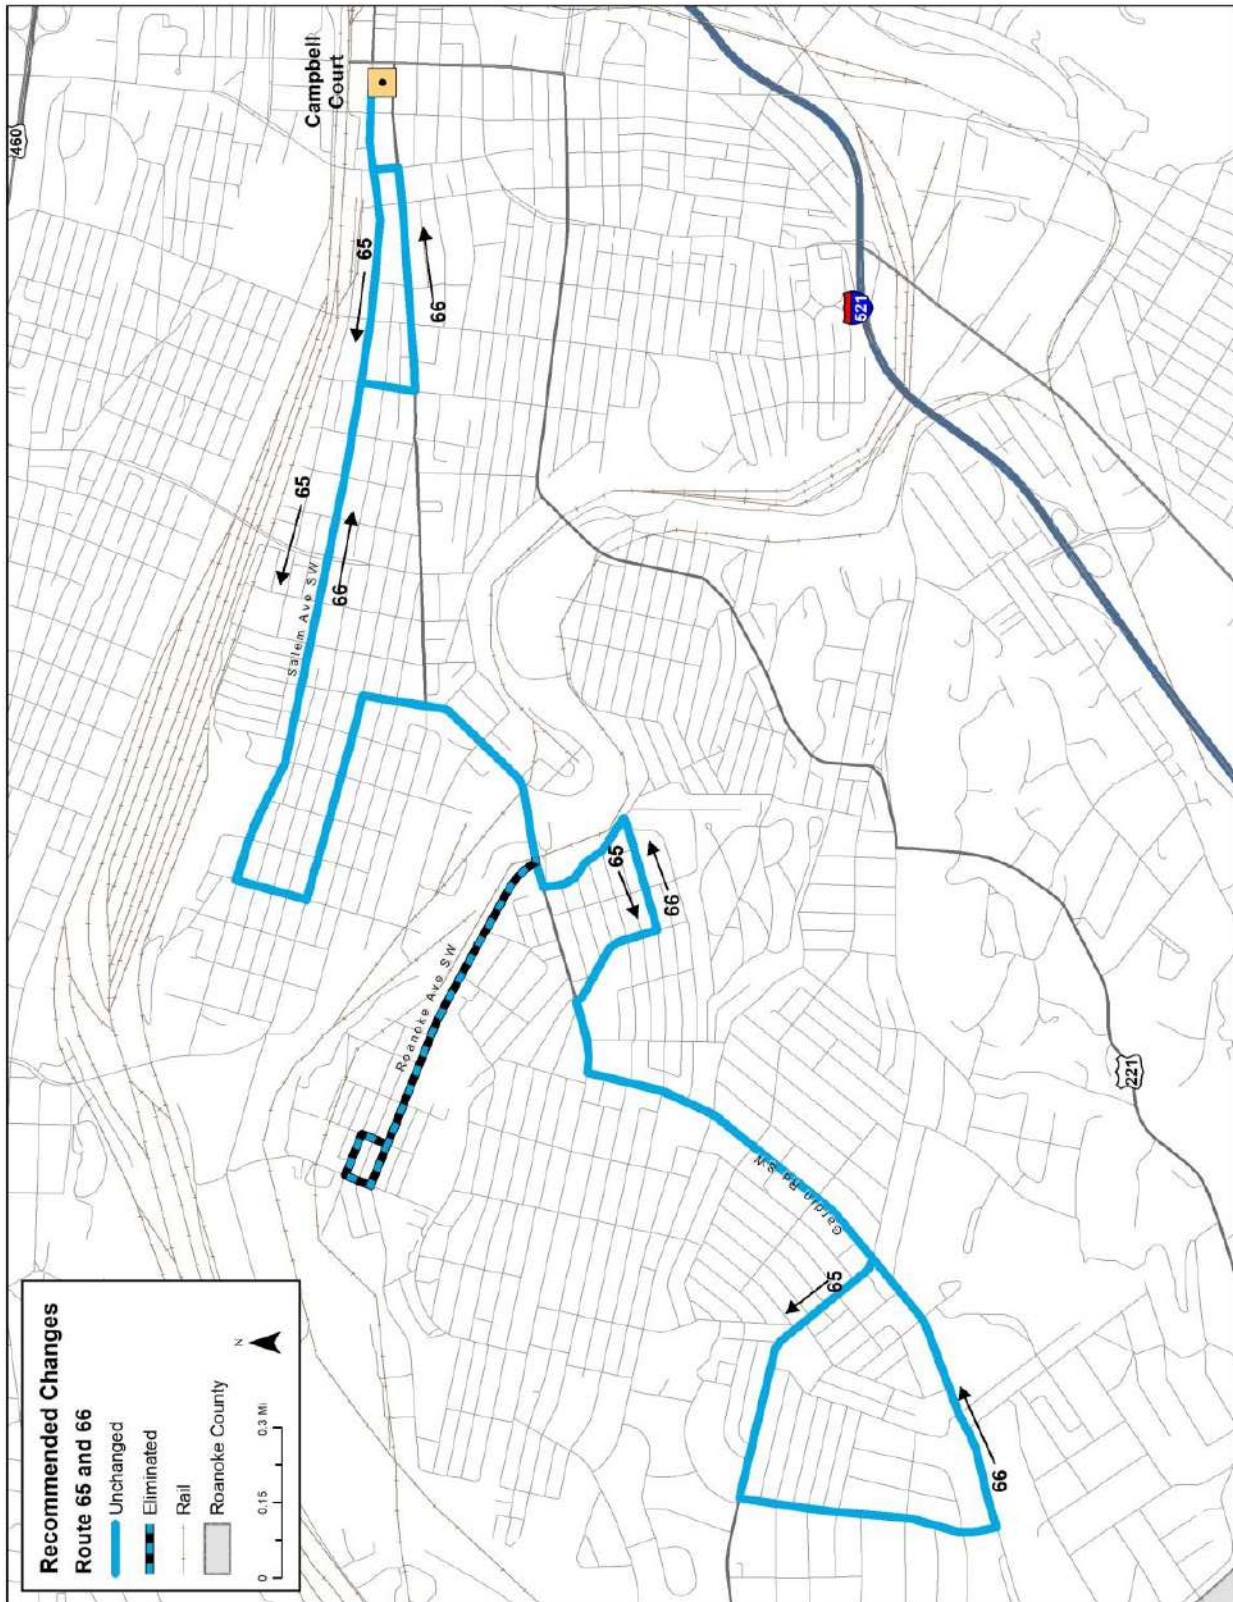 Recommended Changes
Route 65 and 66
Unchanged
Eliminated
Rail
Roanoke County
0
0.15
0.3 Mi
N
460
Campbell
Court
65
66
65
66
Salem Ave SW
521
Roanoke Ave SW
65
66
221
Gardn Rd SW
65
66